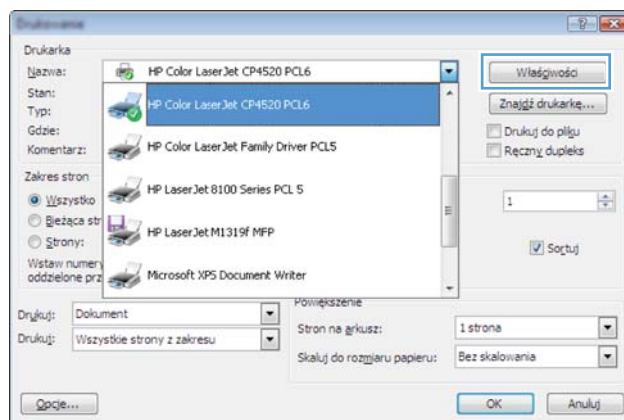 Drukowanie
Drukarka
Nazwa: HP Color LaserJet CP4520 PCL6 Właściwości
Stan: HP Color LaserJet CP4520 PCL6 Znajdź drukarkę...
Typ:
Gdzie: HP Color LaserJet Family Driver PCL5 Drukuj do pliku
Komentarz: Ręczny dupleks
Zakres stron HP LaserJet 8100 Series PCL 5
Wszystko 1
Bieżąca str HP LaserJet M1319f MFP
Strony: Sortuj
Wstaw numery
oddzielone prz Microsoft XPS Document Writer
Powiększenie
Drukuj: Dokument Stron na arkusz: 1 strona
Drukuj: Wszystkie strony z zakresu
Skaluj do rozmiaru papieru: Bez skalowania
Opcje... OK Anuluj